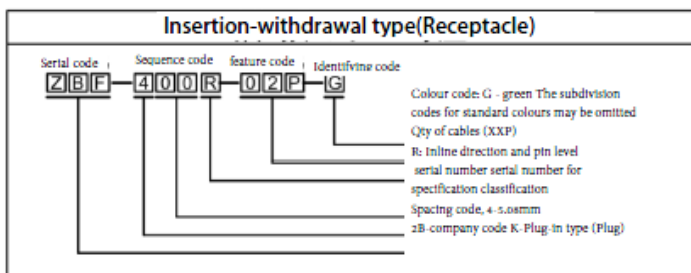 Insertion-withdrawal type(Receptacle)
Serial code Sequence code feature code Identifving code
ZBF-400R-02P-G
Colour code: G - green The subdivision
codes for standard colours may be omitted
Qty of cables (XXP)
R: Inline direction and pin level
serial number serial number for
specification classification
Spacing code, 4-5.08mm
2B-company code K-Plug-in type (Plug)